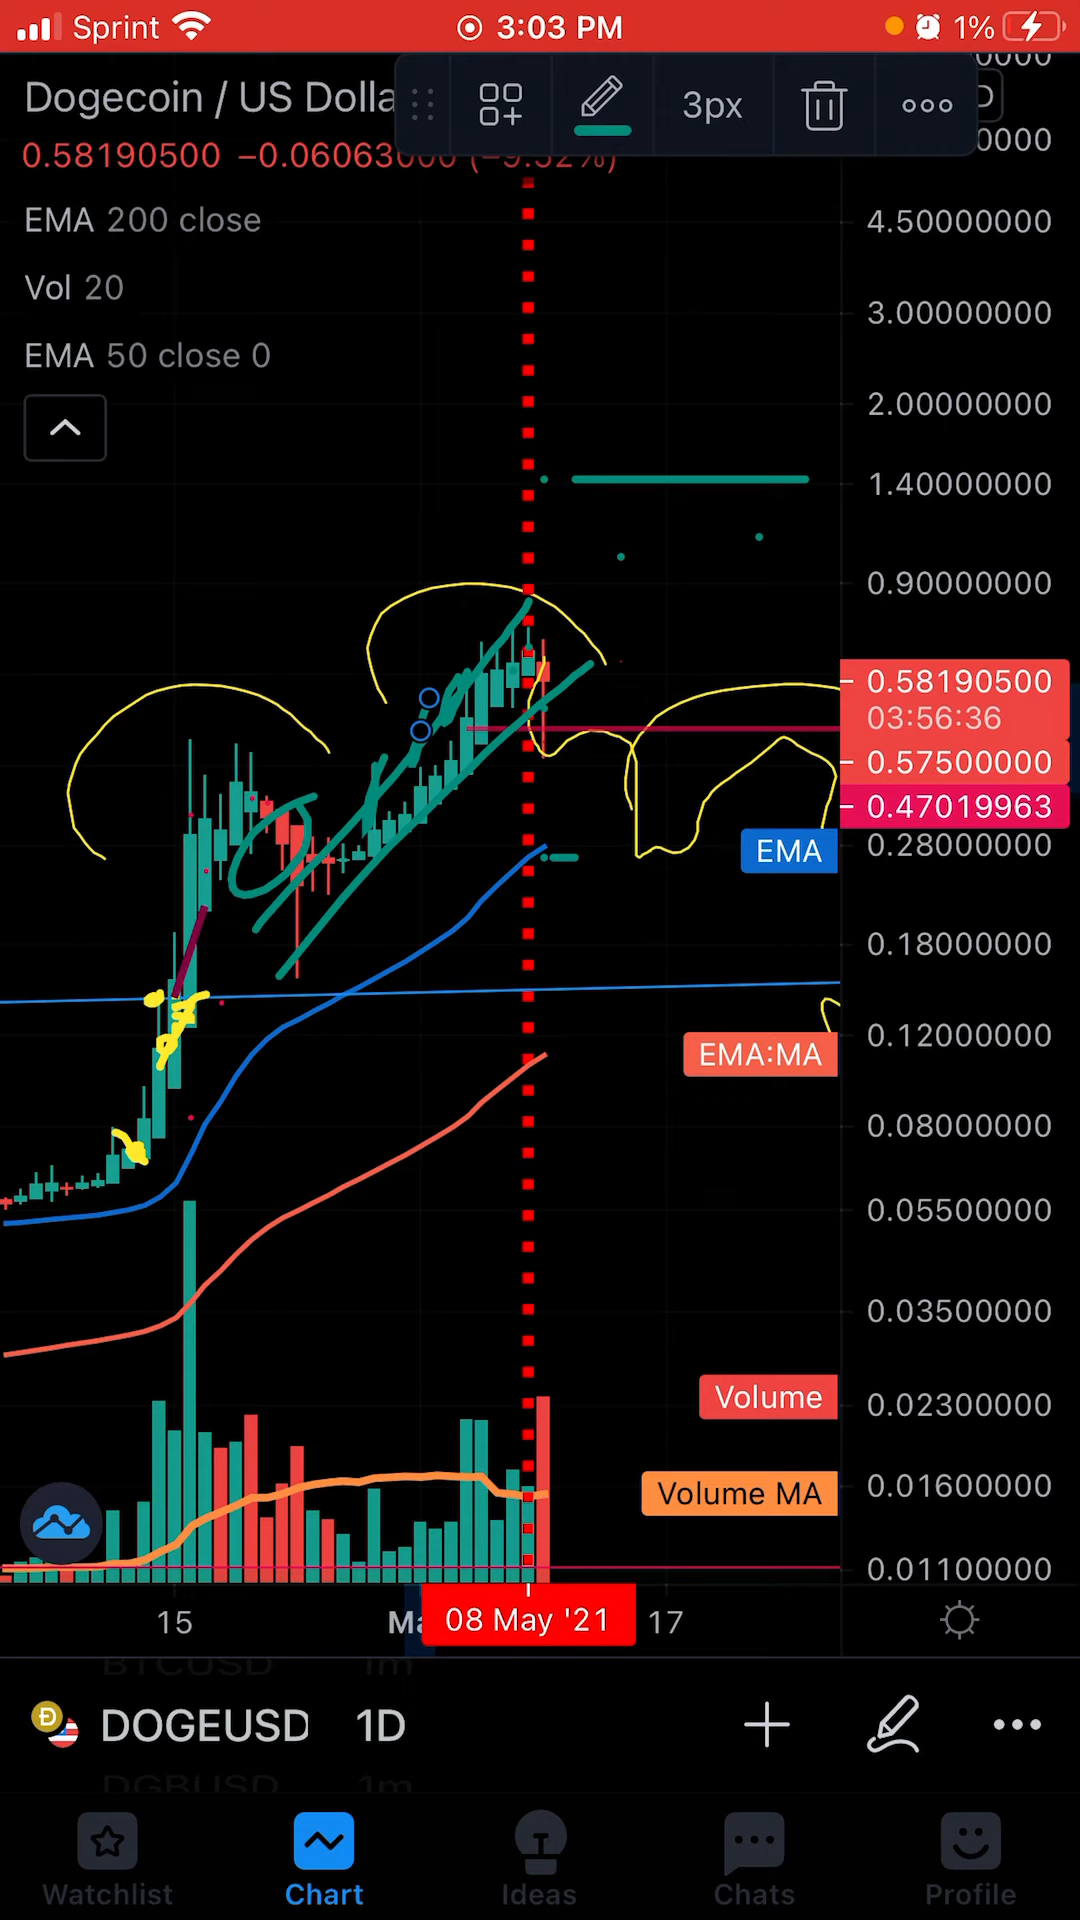 Sprint 3:03 PM 1%
Dogecoin / US Dolla
3px
0.58190500
EMA 200 close
Vol 20
EMA 50 close 0
4.50000000
3.00000000
2.00000000
1.40000000
0.90000000
0.58190500
03:56:36
0.57500000
0.47019963
0.28000000
EMA
0.18000000
0.12000000
EMA:MA
0.08000000
0.05500000
0.03500000
Volume
0.02300000
Volume MA
0.01600000
0.01100000
15 08 May '21 17
DOGEUSD 1D
Watchlist Chart Ideas Chats Profile